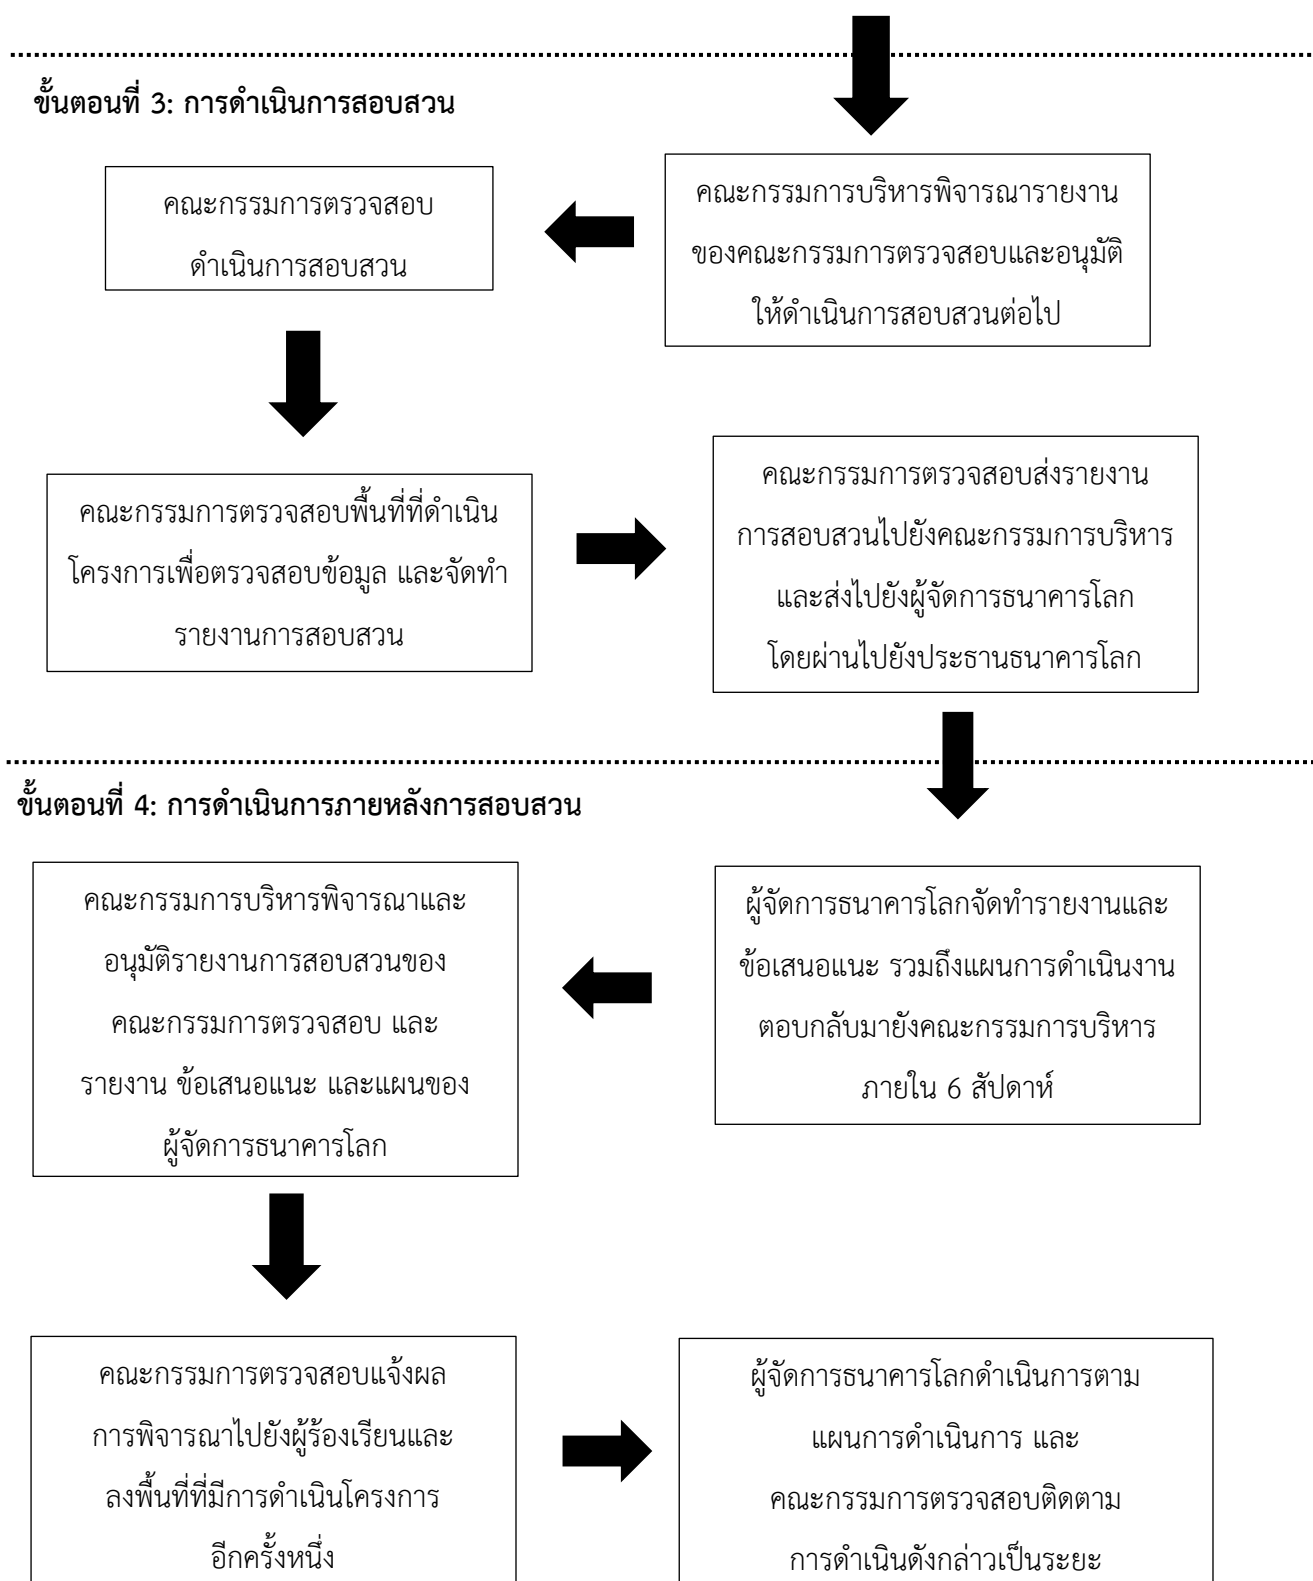 ขั้นตอนที่ 3: การดำเนินการสอบสวน
คณะกรรมการบริหารพิจารณารายงาน
ของคณะกรรมการตรวจสอบและอนุมัติ
ให้ดำเนินการสอบสวนต่อไป
คณะกรรมการตรวจสอบ
ดำเนินการสอบสวน
คณะกรรมการตรวจสอบพื้นที่ที่ดำเนิน
โครงการเพื่อตรวจสอบข้อมูล และจัดทำ
รายงานการสอบสวน
คณะกรรมการตรวจสอบส่งรายงาน
การสอบสวนไปยังคณะกรรมการบริหาร
และส่งไปยังผู้จัดการธนาคารโลก
โดยผ่านไปยังประธานธนาคารโลก
ขั้นตอนที่ 4: การดำเนินการภายหลังการสอบสวน
ผู้จัดการธนาคารโลกจัดทำรายงานและ
ข้อเสนอแนะ รวมถึงแผนการดำเนินงาน
ตอบกลับมายังคณะกรรมการบริหาร
ภายใน 6 สัปดาห์
คณะกรรมการบริหารพิจารณาและ
อนุมัติรายงานการสอบสวนของ
คณะกรรมการตรวจสอบ และ
รายงาน ข้อเสนอแนะ และแผนของ
ผู้จัดการธนาคารโลก
คณะกรรมการตรวจสอบแจ้งผล
การพิจารณาไปยังผู้ร้องเรียนและ
ลงพื้นที่ที่มีการดำเนินโครงการ
อีกครั้งหนึ่ง
ผู้จัดการธนาคารโลกดำเนินการตาม
แผนการดำเนินการ และ
คณะกรรมการตรวจสอบติดตาม
การดำเนินดังกล่าวเป็นระยะ